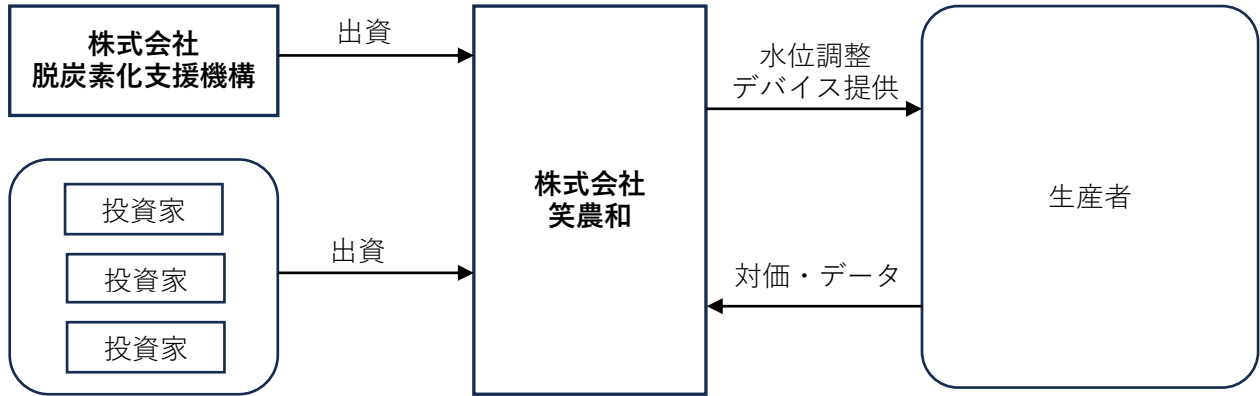 株式会社
脱炭素化支援機構
出資
投資家
投資家
投資家
出資
株式会社
笑農和
水位調整
デバイス提供
対価・データ
生産者